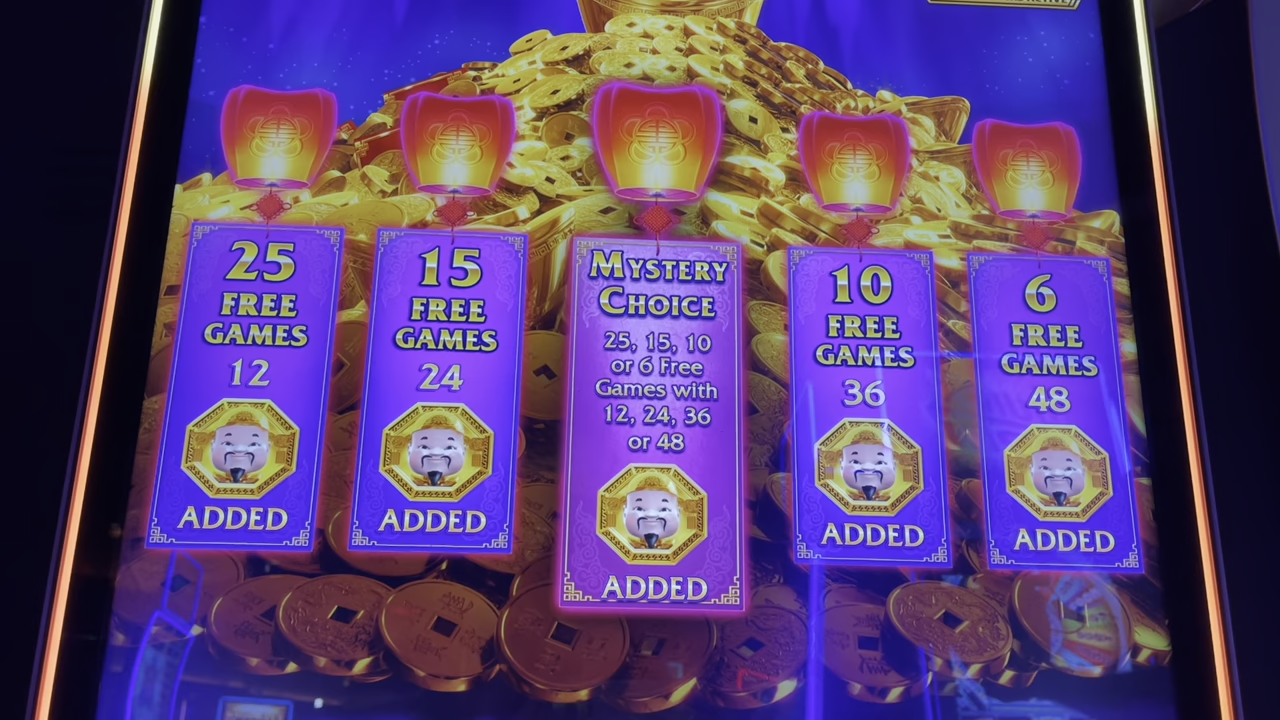 25
FREE
GAMES
12
ADDED
15
FREE
GAMES
24
ADDED
MYSTERY
CHOICE
25, 15, 10
or 6 Free
Games with
12, 24, 36
or 48
ADDED
10
FREE
GAMES
36
ADDED
6
FREE
GAMES
48
ADDED